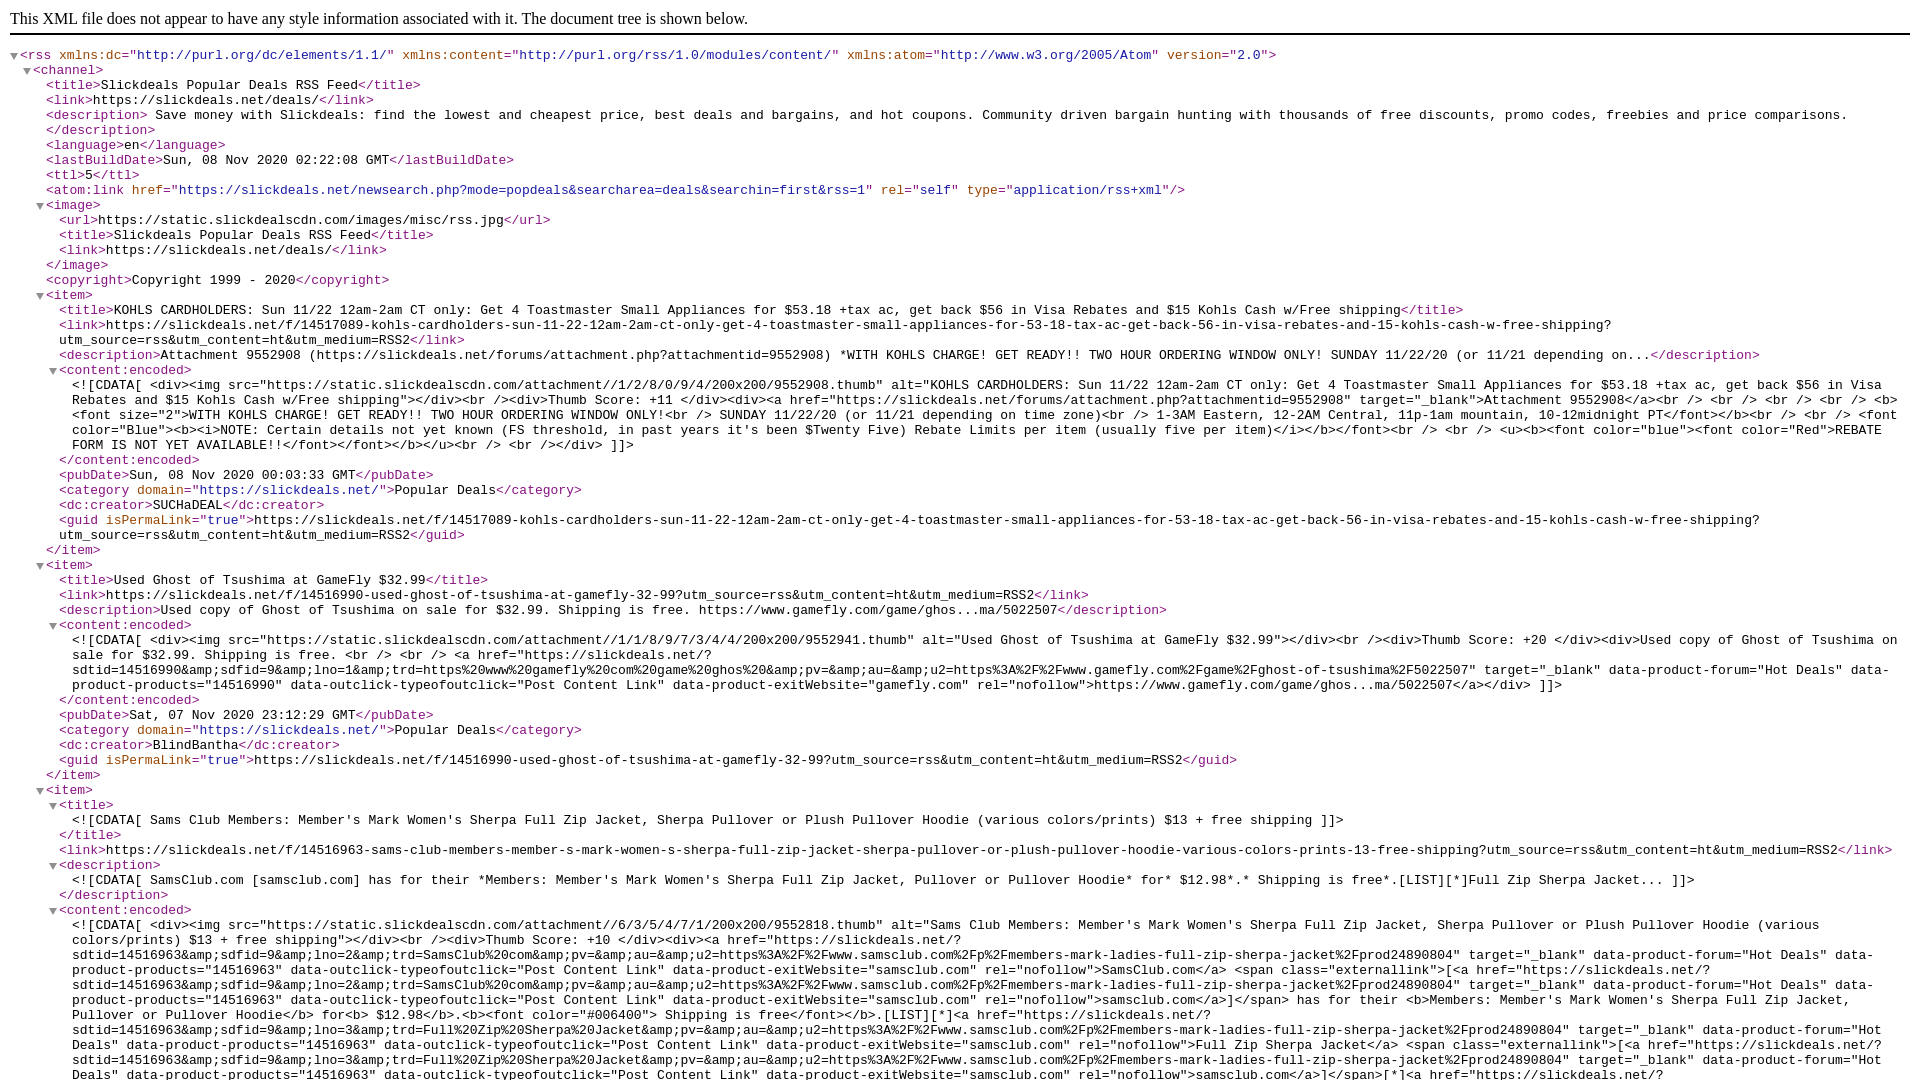 This XML file does not appear to have any style information associated with it. The document tree is shown below.
<rss xmlns:dc="http://purl.org/dc/elements/1.1/" xmlns:content="http://purl.org/rss/1.0/modules/content/" xmlns:atom="http://www.w3.org/2005/Atom" version="2.0">
<channel>
<title>Slickdeals Popular Deals RSS Feed</title>
<link>https://slickdeals.net/deals/</link>
<description> Save money with Slickdeals: find the lowest and cheapest price, best deals and bargains, and hot coupons. Community driven bargain hunting with thousands of free discounts, promo codes, freebies and price comparisons.
</description>
<language>en</language>
<lastBuildDate>Sun, 08 Nov 2020 02:22:08 GMT</lastBuildDate>
<ttl>5</ttl>
<atom:link href="https://slickdeals.net/newsearch.php?mode=popdeals&searcharea=deals&searchin=first&rss=1" rel="self" type="application/rss+xml"/>
<image>
<url>https://static.slickdealscdn.com/images/misc/rss.jpg</url>
<title>Slickdeals Popular Deals RSS Feed</title>
<link>https://slickdeals.net/deals/</link>
</image>
<copyright>Copyright 1999 - 2020</copyright>
<item>
<title>KOHLS CARDHOLDERS: Sun 11/22 12am-2am CT only: Get 4 Toastmaster Small Appliances for $53.18 +tax ac, get back $56 in Visa Rebates and $15 Kohls Cash w/Free shipping</title>
<link>https://slickdeals.net/f/14517089-kohls-cardholders-sun-11-22-12am-2am-ct-only-get-4-toastmaster-small-appliances-for-53-18-tax-ac-get-back-56-in-visa-rebates-and-15-kohls-cash-w-free-shipping?
utm_source=rss&utm_content=ht&utm_medium=RSS2</link>
<description>Attachment 9552908 (https://slickdeals.net/forums/attachment.php?attachmentid=9552908) *WITH KOHLS CHARGE! GET READY!! TWO HOUR ORDERING WINDOW ONLY! SUNDAY 11/22/20 (or 11/21 depending on...</description>
<content:encoded>
<![CDATA[ <div><img src="https://static.slickdealscdn.com/attachment//1/2/8/0/9/4/200x200/9552908.thumb" alt="KOHLS CARDHOLDERS: Sun 11/22 12am-2am CT only: Get 4 Toastmaster Small Appliances for $53.18 +tax ac, get back $56 in Visa
Rebates and $15 Kohls Cash w/Free shipping"></div><br /><div>Thumb Score: +11 </div><div><a href="https://slickdeals.net/forums/attachment.php?attachmentid=9552908" target="_blank">Attachment 9552908</a><br /> <br /> <br /> <br /> <b>
<font size="2">WITH KOHLS CHARGE! GET READY!! TWO HOUR ORDERING WINDOW ONLY!<br /> SUNDAY 11/22/20 (or 11/21 depending on time zone)<br /> 1-3AM Eastern, 12-2AM Central, 11p-1am mountain, 10-12midnight PT</font></b><br /> <br /> <font
color="Blue"><b><i>NOTE: Certain details not yet known (FS threshold, in past years it's been $Twenty Five) Rebate Limits per item (usually five per item)</i></b></font><br /> <br /> <u><b><font color="blue"><font color="Red">REBATE
FORM IS NOT YET AVAILABLE!!</font></font></b></u><br /> <br /></div> ]]>
</content:encoded>
<pubDate>Sun, 08 Nov 2020 00:03:33 GMT</pubDate>
<category domain="https://slickdeals.net/">Popular Deals</category>
<dc:creator>SUCHaDEAL</dc:creator>
<guid isPermaLink="true">https://slickdeals.net/f/14517089-kohls-cardholders-sun-11-22-12am-2am-ct-only-get-4-toastmaster-small-appliances-for-53-18-tax-ac-get-back-56-in-visa-rebates-and-15-kohls-cash-w-free-shipping?
utm_source=rss&utm_content=ht&utm_medium=RSS2</guid>
</item>
<item>
<title>Used Ghost of Tsushima at GameFly $32.99</title>
<link>https://slickdeals.net/f/14516990-used-ghost-of-tsushima-at-gamefly-32-99?utm_source=rss&utm_content=ht&utm_medium=RSS2</link>
<description>Used copy of Ghost of Tsushima on sale for $32.99. Shipping is free. https://www.gamefly.com/game/ghos...ma/5022507</description>
<content:encoded>
<![CDATA[ <div><img src="https://static.slickdealscdn.com/attachment//1/1/8/9/7/3/4/4/200x200/9552941.thumb" alt="Used Ghost of Tsushima at GameFly $32.99"></div><br /><div>Thumb Score: +20 </div><div>Used copy of Ghost of Tsushima on
sale for $32.99. Shipping is free. <br /> <br /> <a href="https://slickdeals.net/?
sdtid=14516990&amp;sdfid=9&amp;lno=1&amp;trd=https%20www%20gamefly%20com%20game%20ghos%20&amp;pv=&amp;au=&amp;u2=https%3A%2F%2Fwww.gamefly.com%2Fgame%2Fghost-of-tsushima%2F5022507" target="_blank" data-product-forum="Hot Deals" data-
product-products="14516990" data-outclick-typeofoutclick="Post Content Link" data-product-exitWebsite="gamefly.com" rel="nofollow">https://www.gamefly.com/game/ghos...ma/5022507</a></div> ]]>
</content:encoded>
<pubDate>Sat, 07 Nov 2020 23:12:29 GMT</pubDate>
<category domain="https://slickdeals.net/">Popular Deals</category>
<dc:creator>BlindBantha</dc:creator>
<guid isPermaLink="true">https://slickdeals.net/f/14516990-used-ghost-of-tsushima-at-gamefly-32-99?utm_source=rss&utm_content=ht&utm_medium=RSS2</guid>
</item>
<item>
<title>
<![CDATA[ Sams Club Members: Member's Mark Women's Sherpa Full Zip Jacket, Sherpa Pullover or Plush Pullover Hoodie (various colors/prints) $13 + free shipping ]]>
</title>
<link>https://slickdeals.net/f/14516963-sams-club-members-member-s-mark-women-s-sherpa-full-zip-jacket-sherpa-pullover-or-plush-pullover-hoodie-various-colors-prints-13-free-shipping?utm_source=rss&utm_content=ht&utm_medium=RSS2</link>
<description>
<![CDATA[ SamsClub.com [samsclub.com] has for their *Members: Member's Mark Women's Sherpa Full Zip Jacket, Pullover or Pullover Hoodie* for* $12.98*.* Shipping is free*.[LIST][*]Full Zip Sherpa Jacket... ]]>
</description>
<content:encoded>
<![CDATA[ <div><img src="https://static.slickdealscdn.com/attachment//6/3/5/4/7/1/200x200/9552818.thumb" alt="Sams Club Members: Member's Mark Women's Sherpa Full Zip Jacket, Sherpa Pullover or Plush Pullover Hoodie (various
colors/prints) $13 + free shipping"></div><br /><div>Thumb Score: +10 </div><div><a href="https://slickdeals.net/?
sdtid=14516963&amp;sdfid=9&amp;lno=2&amp;trd=SamsClub%20com&amp;pv=&amp;au=&amp;u2=https%3A%2F%2Fwww.samsclub.com%2Fp%2Fmembers-mark-ladies-full-zip-sherpa-jacket%2Fprod24890804" target="_blank" data-product-forum="Hot Deals" data-
product-products="14516963" data-outclick-typeofoutclick="Post Content Link" data-product-exitWebsite="samsclub.com" rel="nofollow">SamsClub.com</a> <span class="externallink">[<a href="https://slickdeals.net/?
sdtid=14516963&amp;sdfid=9&amp;lno=2&amp;trd=SamsClub%20com&amp;pv=&amp;au=&amp;u2=https%3A%2F%2Fwww.samsclub.com%2Fp%2Fmembers-mark-ladies-full-zip-sherpa-jacket%2Fprod24890804" target="_blank" data-product-forum="Hot Deals" data-
product-products="14516963" data-outclick-typeofoutclick="Post Content Link" data-product-exitWebsite="samsclub.com" rel="nofollow">samsclub.com</a>]</span> has for their <b>Members: Member's Mark Women's Sherpa Full Zip Jacket,
Pullover or Pullover Hoodie</b> for<b> $12.98</b>.<b><font color="#006400"> Shipping is free</font></b>.[LIST][*]<a href="https://slickdeals.net/?
sdtid=14516963&amp;sdfid=9&amp;lno=3&amp;trd=Full%20Zip%20Sherpa%20Jacket&amp;pv=&amp;au=&amp;u2=https%3A%2F%2Fwww.samsclub.com%2Fp%2Fmembers-mark-ladies-full-zip-sherpa-jacket%2Fprod24890804" target="_blank" data-product-forum="Hot
Deals" data-product-products="14516963" data-outclick-typeofoutclick="Post Content Link" data-product-exitWebsite="samsclub.com" rel="nofollow">Full Zip Sherpa Jacket</a> <span class="externallink">[<a href="https://slickdeals.net/?
sdtid=14516963&amp;sdfid=9&amp;lno=3&amp;trd=Full%20Zip%20Sherpa%20Jacket&amp;pv=&amp;au=&amp;u2=https%3A%2F%2Fwww.samsclub.com%2Fp%2Fmembers-mark-ladies-full-zip-sherpa-jacket%2Fprod24890804" target="_blank" data-product-forum="Hot
Deals" data-product-products="14516963" data-outclick-typeofoutclick="Post Content Link" data-product-exitWebsite="samsclub.com" rel="nofollow">samsclub.com</a>]</span>[*]<a href="https://slickdeals.net/?